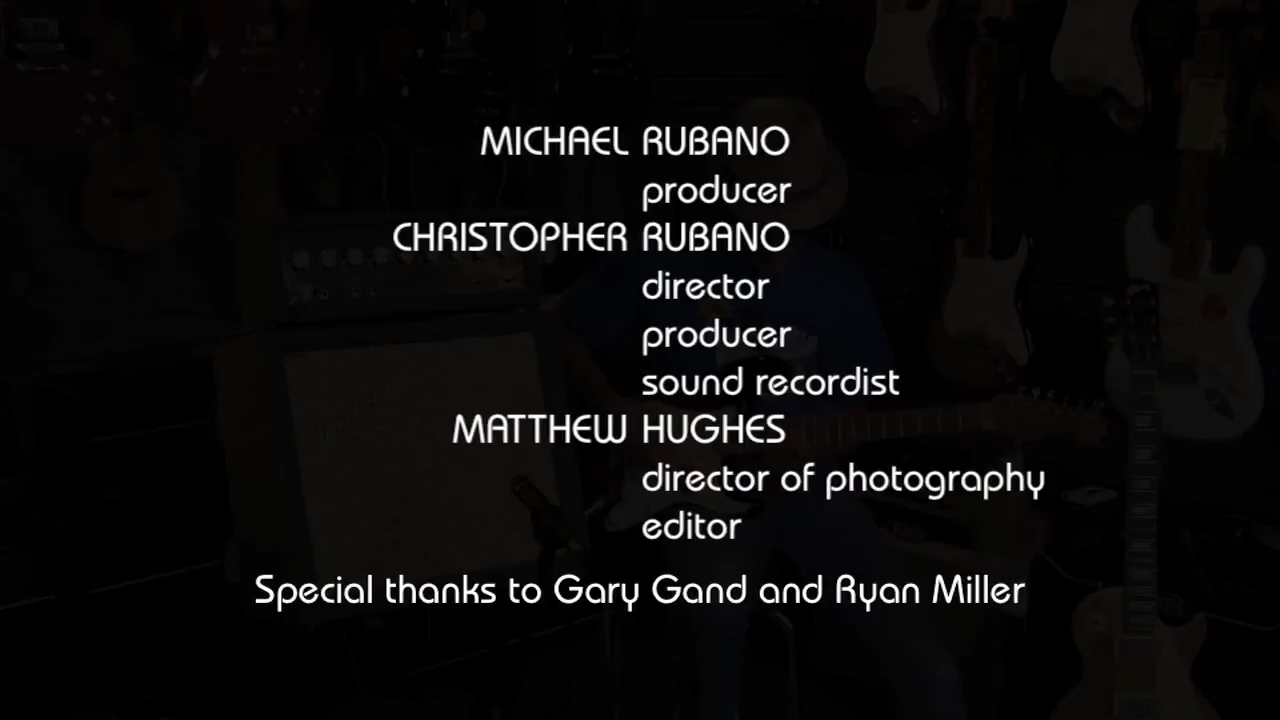 MICHAEL RUBANO
producer
CHRISTOPHER RUBANO
director
producer
sound recordist
MATTHEW HUGHES
director of photography
editor
Special thanks to Gary Gand and Ryan Miller